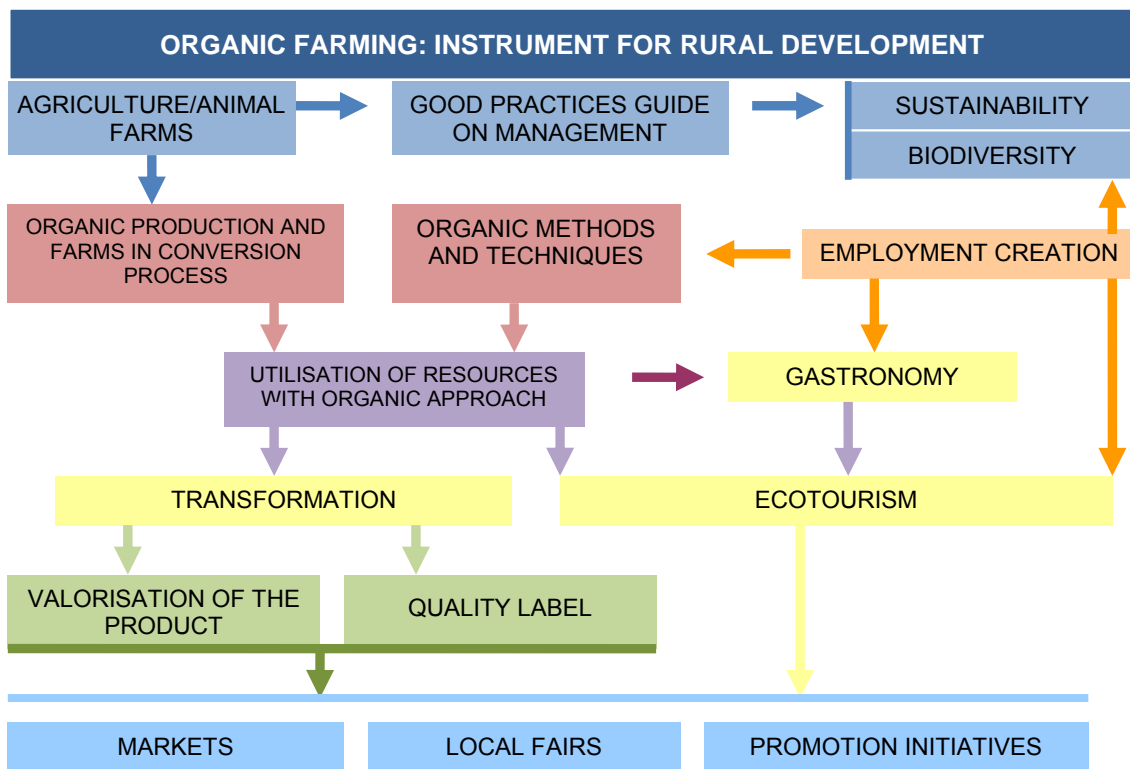 ORGANIC FARMING: INSTRUMENT FOR RURAL DEVELOPMENT
AGRICULTURE/ANIMAL
FARMS
GOOD PRACTICES GUIDE
ON MANAGEMENT
SUSTAINABILITY
BIODIVERSITY
ORGANIC PRODUCTION AND
FARMS IN CONVERSION
PROCESS
ORGANIC METHODS
AND TECHNIQUES
EMPLOYMENT CREATION
UTILISATION OF RESOURCES
WITH ORGANIC APPROACH
GASTRONOMY
TRANSFORMATION
ECOTOURISM
VALORISATION OF THE
PRODUCT
QUALITY LABEL
MARKETS
LOCAL FAIRS
PROMOTION INITIATIVES